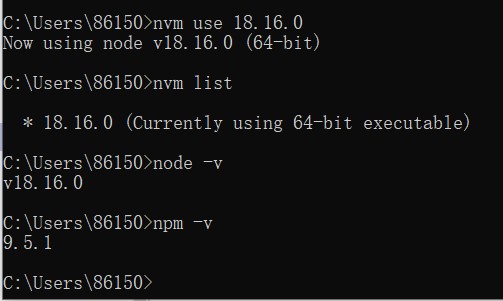 C:\Users\86150>nvm use 18.16.0
Now using node v18.16.0 (64-bit)
C:\Users\86150>nvm list
* 18.16.0 (Currently using 64-bit executable)
C:\Users\86150>node -v
v18.16.0
C:\Users\86150>npm -v
9.5.1
C:\Users\86150>